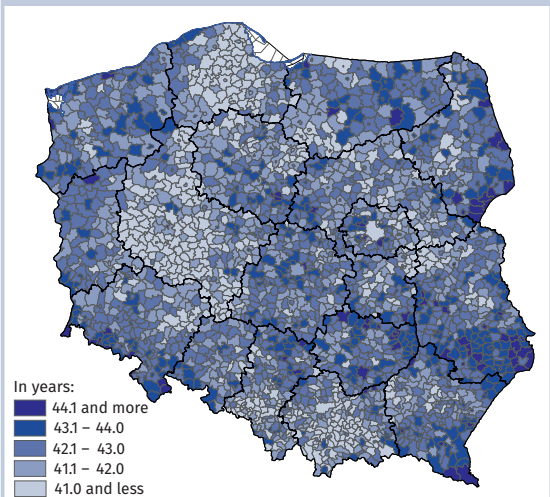 In years:
44.1 and more
43.1 – 44.0
42.1 – 43.0
41.1 – 42.0
41.0 and less